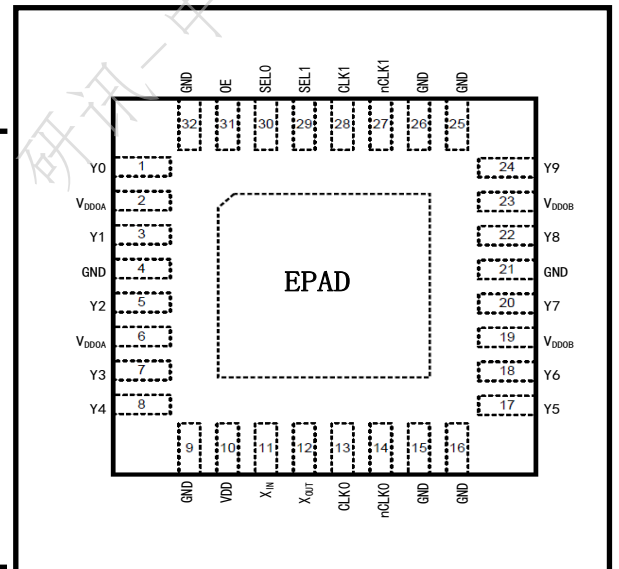 研讯一
GND OE SEL0 SEL1 CLK1 nCLK1 GND GND
32 31 30 29 28 27 26 25
Y0 1 24 Y9
VDDOA 2 23 VDDOB
Y1 3 22 Y8
GND 4 21 GND
EPAD
Y2 5 20 Y7
VDDOA 6 19 VDDOB
Y3 7 18 Y6
Y4 8 17 Y5
9 10 11 12 13 14 15 16
GND VDD XIN XOUT CLK0 nCLK0 GND GND